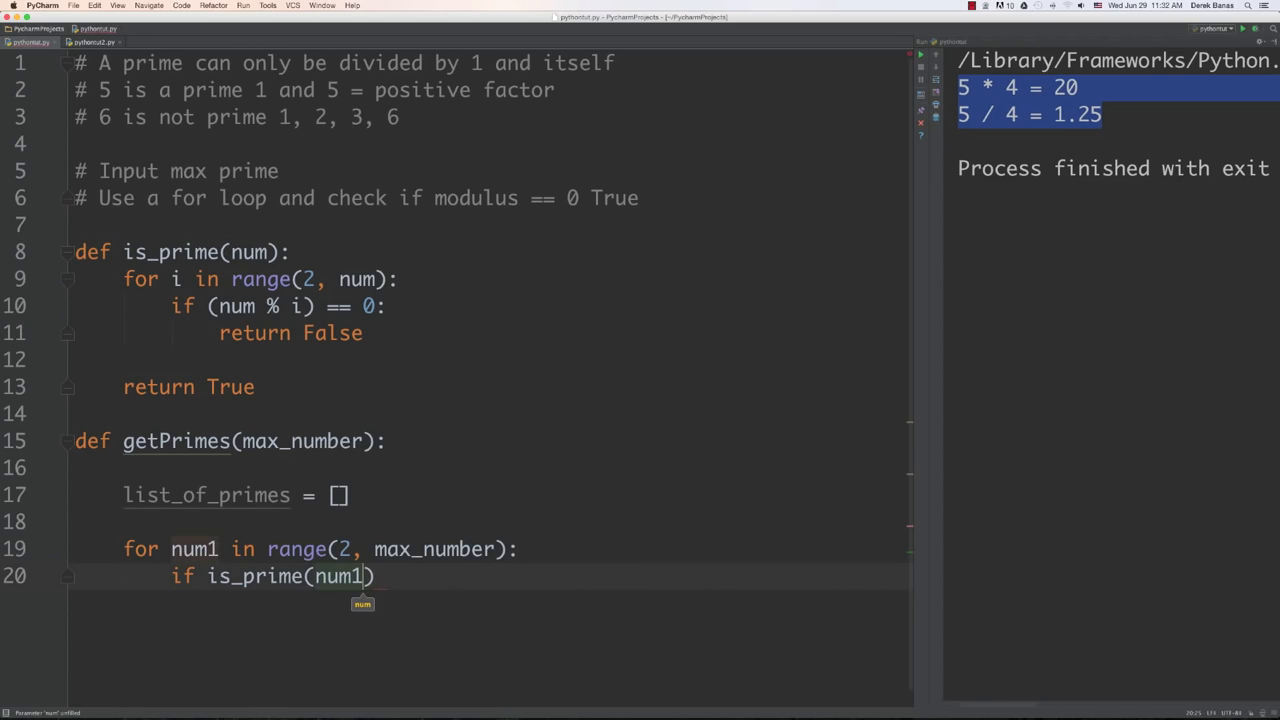 PyCharm File Edit View Navigate Code Refactor Run Tools VCS Window Help
10 Wed Jun 29 11:32 AM Derek Banas
pythontut.py - PycharmProjects - [~/PycharmProjects]
PycharmProjects pythontut.py
pythontut
pythontut.py pythontut2.py
Run pythontut
1 # A prime can only be divided by 1 and itself
2 # 5 is a prime 1 and 5 = positive factor
3 # 6 is not prime 1, 2, 3, 6
4
5 # Input max prime
6 # Use a for loop and check if modulus == 0 True
7
8 def is_prime(num):
9 for i in range(2, num):
10 if (num % i) == 0:
11 return False
12
13 return True
14
15 def getPrimes(max_number):
16
17 list_of_primes = []
18
19 for num1 in range(2, max_number):
20 if is_prime(num1)
num
/Library/Frameworks/Python.
5 * 4 = 20
5 / 4 = 1.25
Process finished with exit
Parameter 'num' unfilled
20:25 LF‡ UTF-8‡